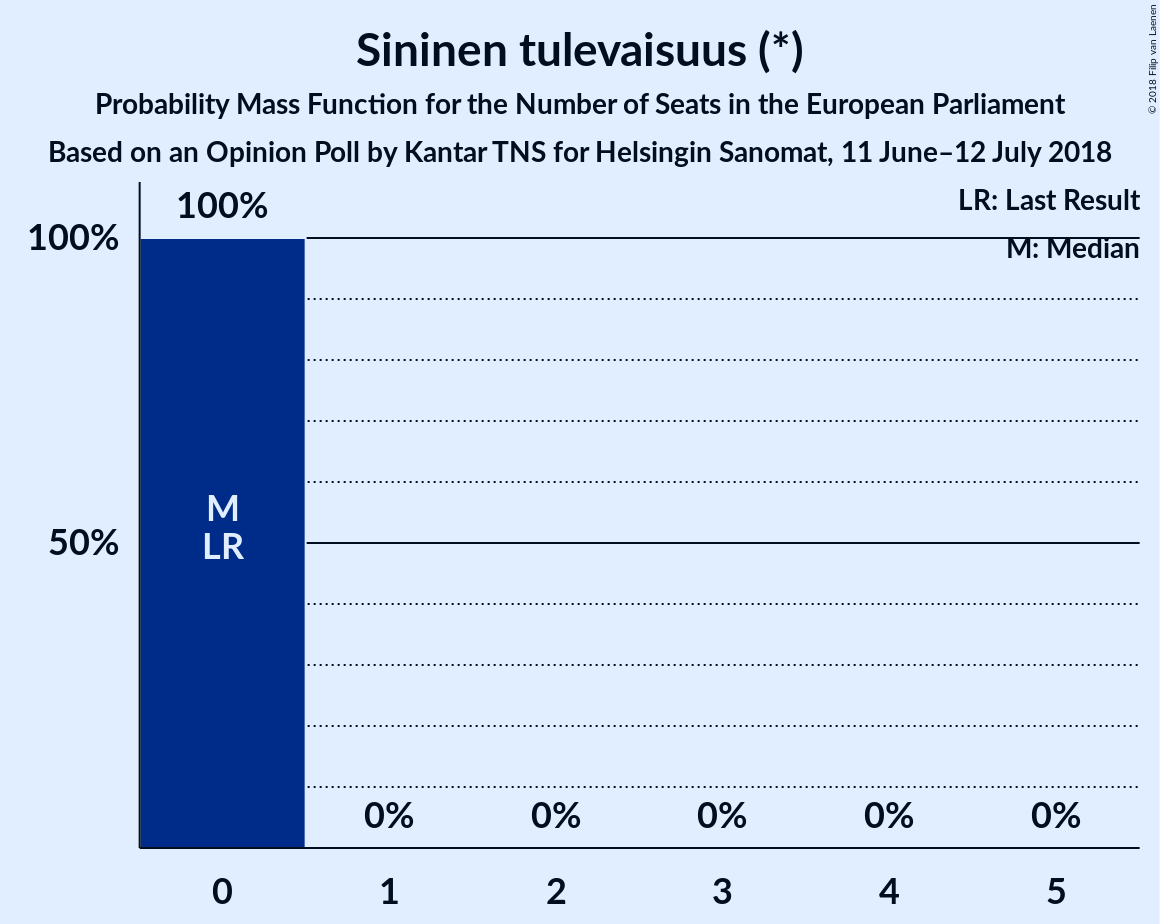 Sininen tulevaisuus (*)
Probability Mass Function for the Number of Seats in the European Parliament
Based on an Opinion Poll by Kantar TNS for Helsingin Sanomat, 11 June–12 July 2018
© 2018 Filip van Laenen
LR: Last Result
M: Median
100%
100%
50%
M
LR
0% 0% 0% 0% 0%
0 1 2 3 4 5